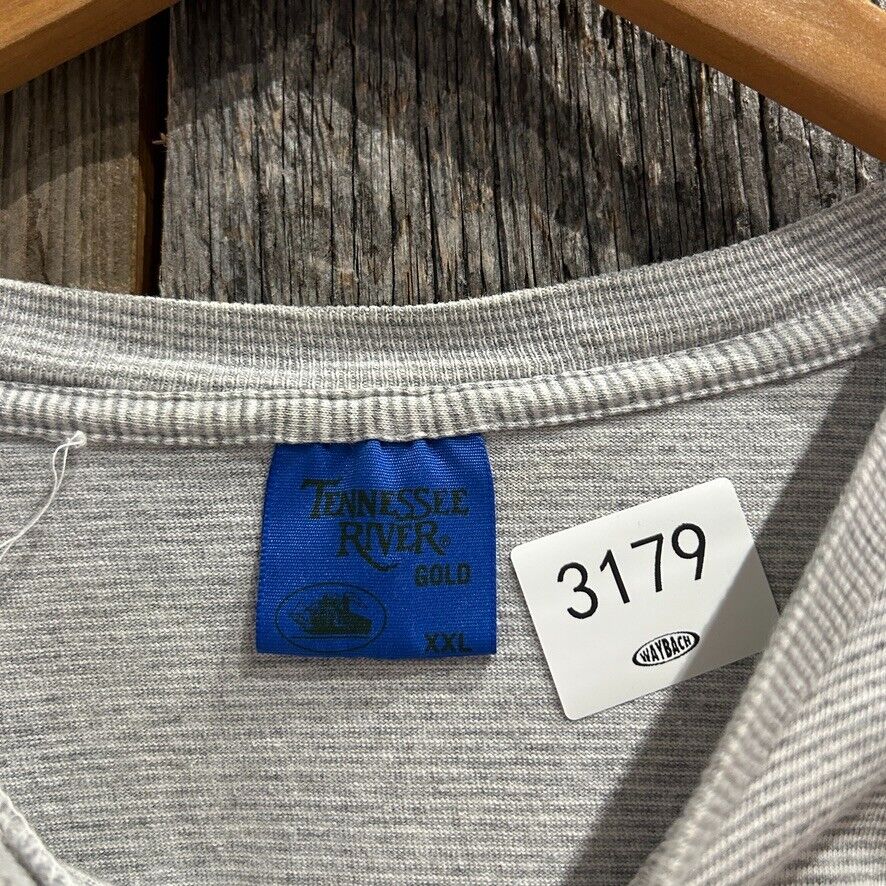 TENNESSEE
RIVER®
GOLD
XXL
3179
WAYBACH